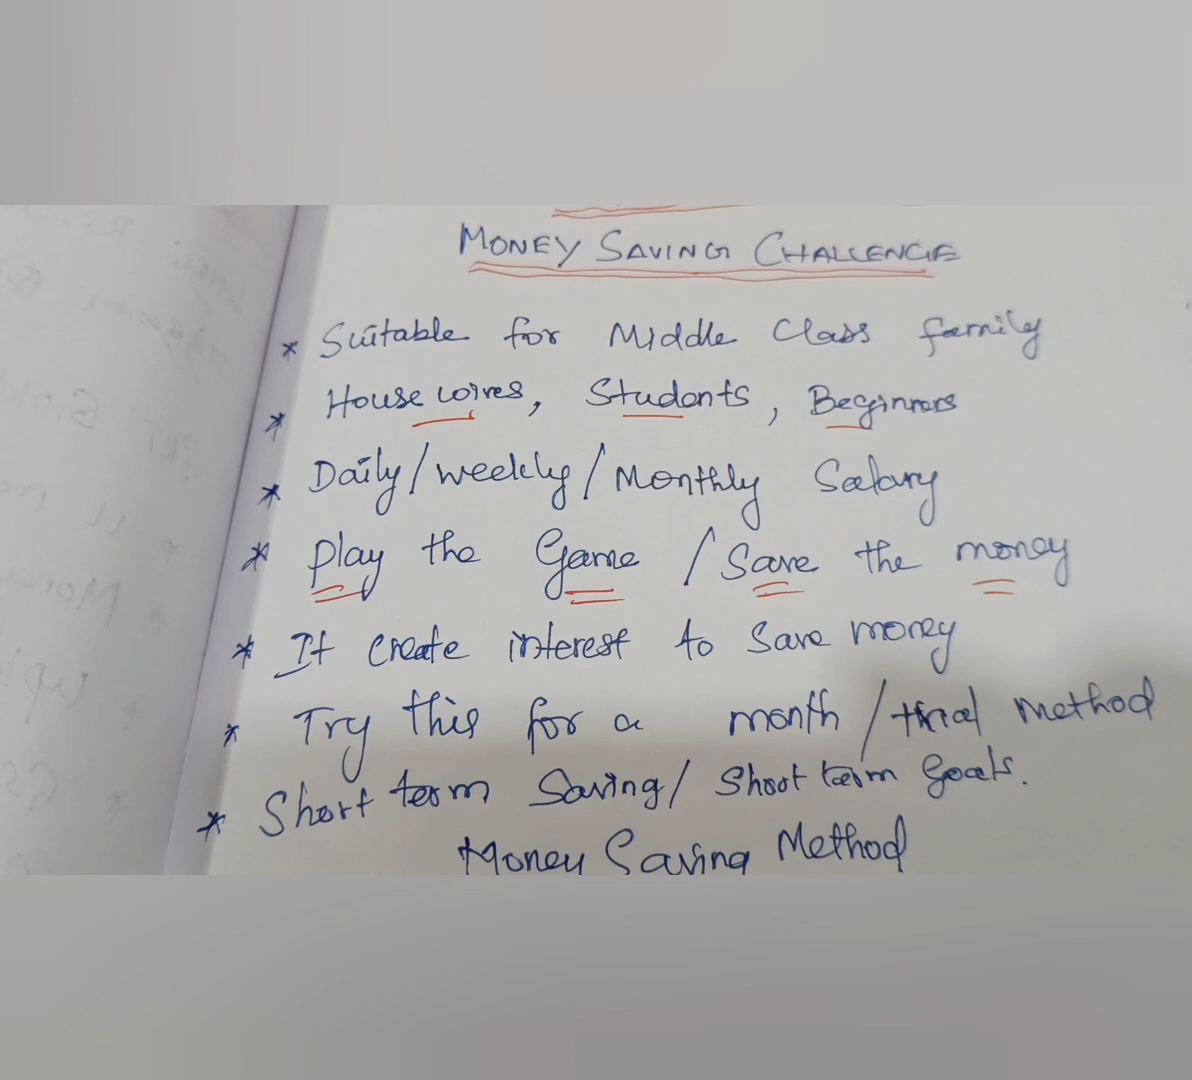 MONEY SAVING CHALLENGE
* Suitable for Middle Class family
* House wives, Students, Beginners
* Daily/weekly/Monthly Salary
* Play the Game / Save the money
* It create interest to Save money
* Try this for a month / trial Method
* Short term Saving/ Short term Goals.
Money Saving Method